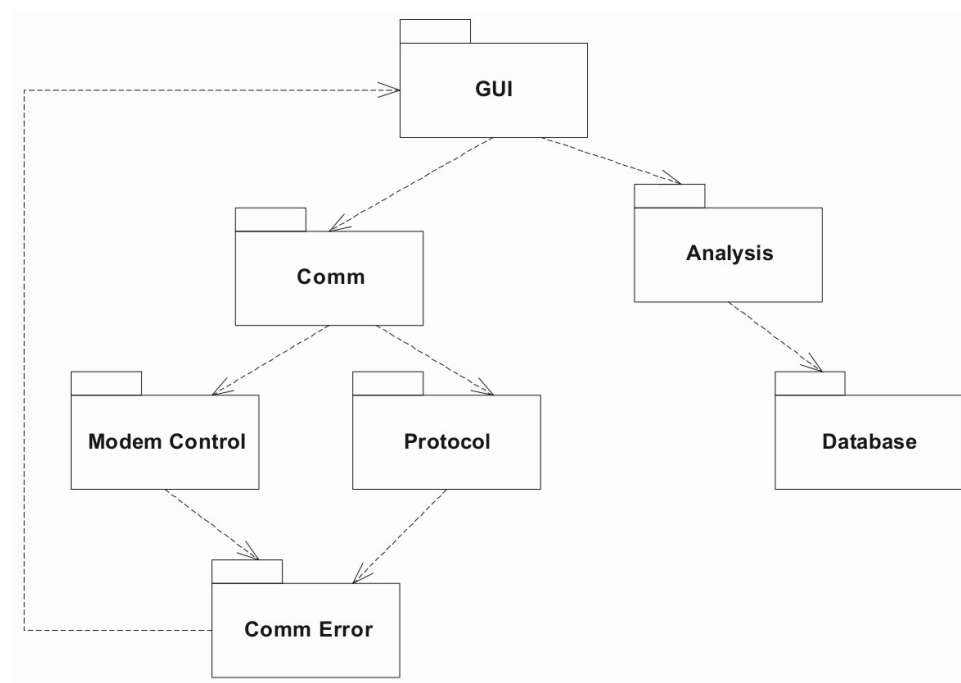 GUI
Analysis
Comm
Modem Control
Protocol
Database
Comm Error